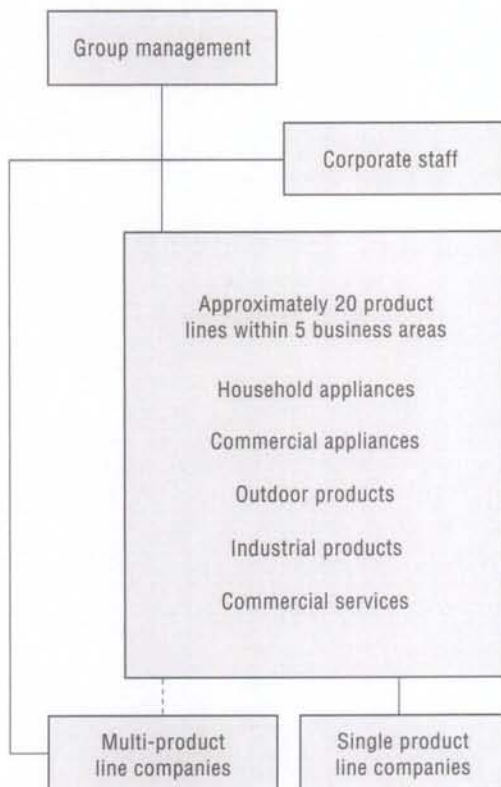 Group management
Corporate staff
Approximately 20 product
lines within 5 business areas
Household appliances
Commercial appliances
Outdoor products
Industrial products
Commercial services
Multi-product
line companies
Single product
line companies